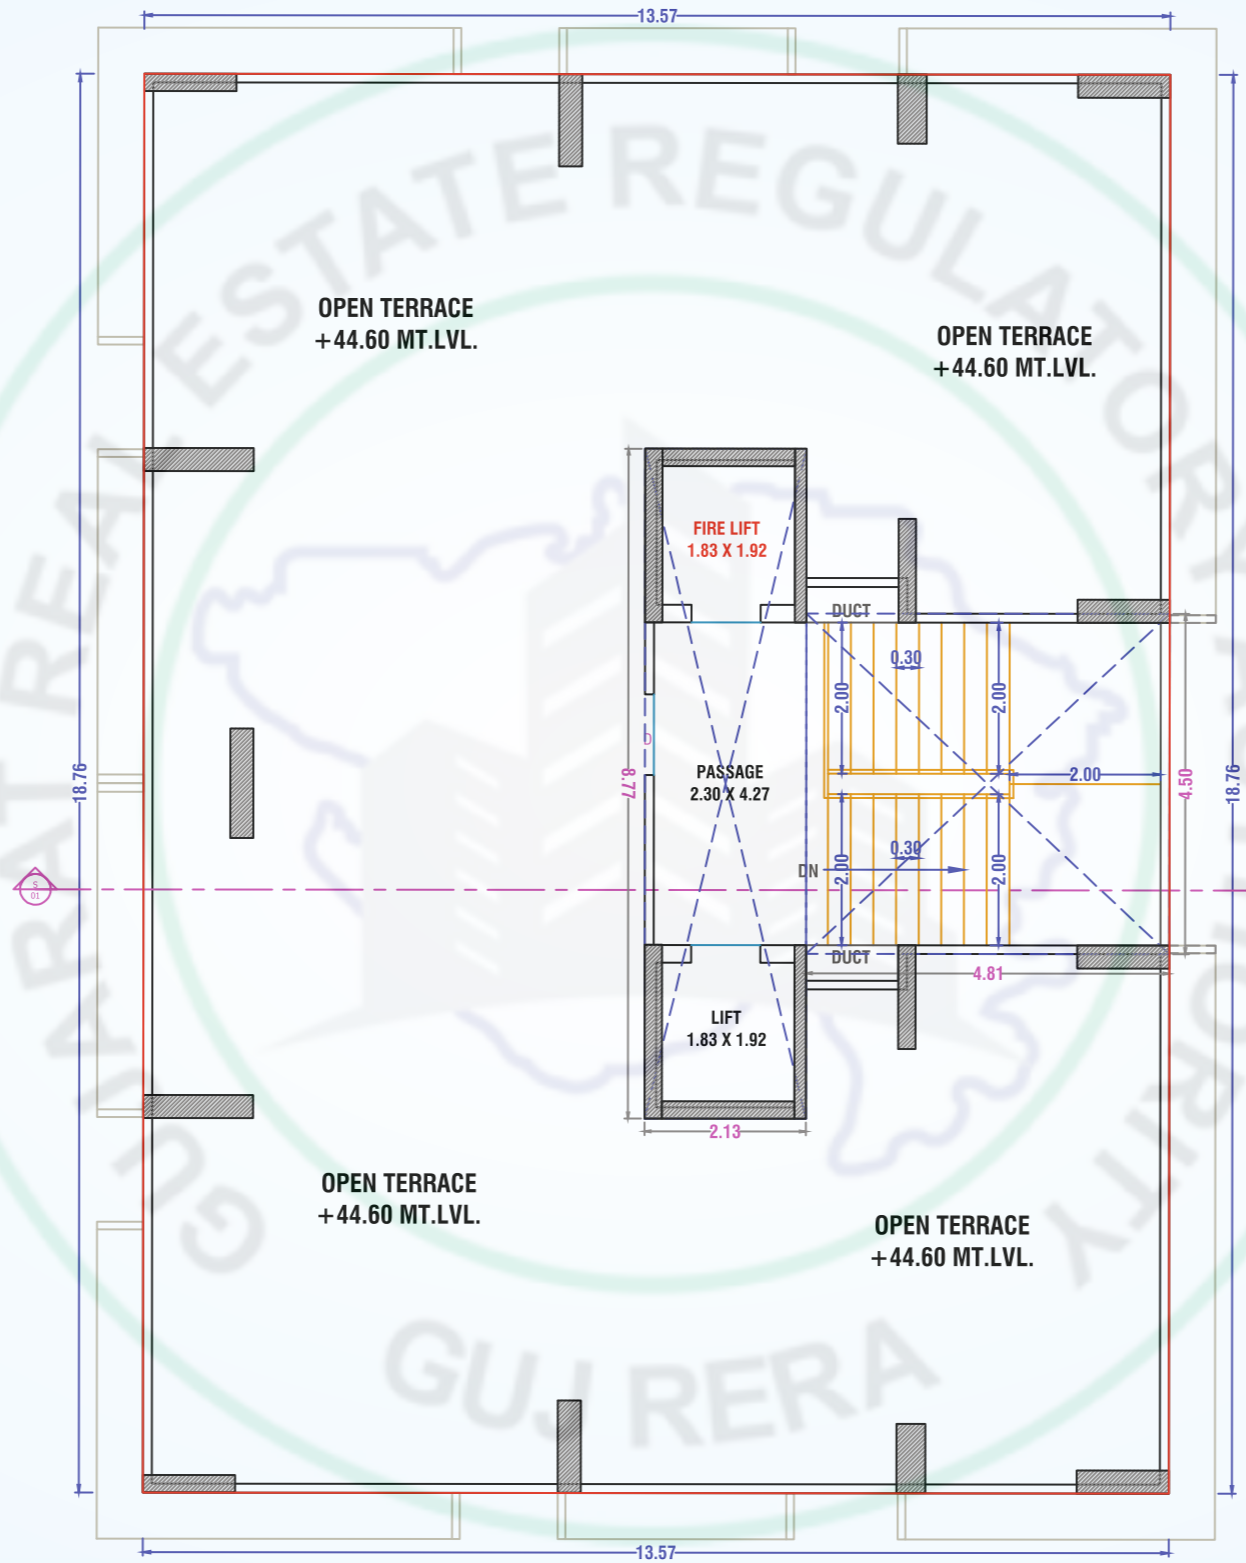 13.57
OPEN TERRACE
+44.60 MT.LVL.
OPEN TERRACE
+44.60 MT.LVL.
FIRE LIFT
1.83 X 1.92
DUCT
0.30
2.00
2.00
18.76
D
8.77
PASSAGE
2.30 X 4.27
2.00
4.50
18.76
0.30
DN
2.00
2.00
S
01
DUCT
4.81
LIFT
1.83 X 1.92
2.13
OPEN TERRACE
+44.60 MT.LVL.
OPEN TERRACE
+44.60 MT.LVL.
13.57
GUJARAT REAL ESTATE REGULATORY AUTHORITY
GUJ RERA